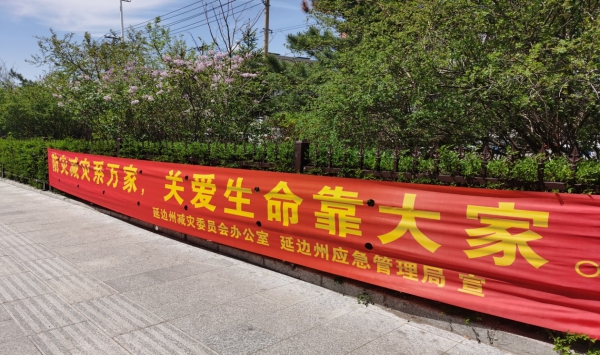 防灾减灾系万家，关爱生命靠大家。
延边州减灾委员会办公室 延边州应急管理局 宣